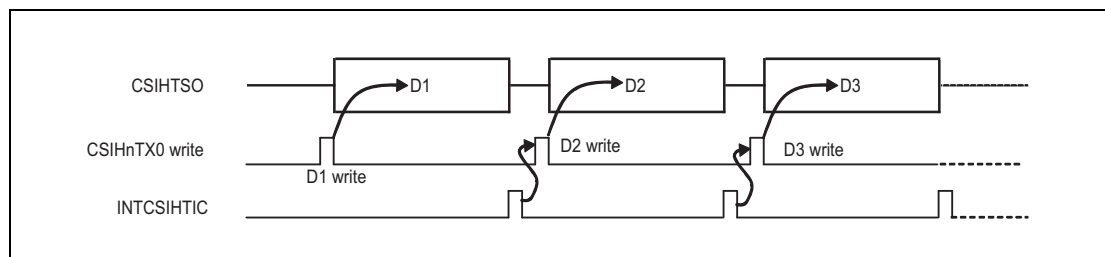 CSIHTSO
D1
D2
D3
CSIHnTX0 write
D1 write
D2 write
D3 write
INTCSIHTIC